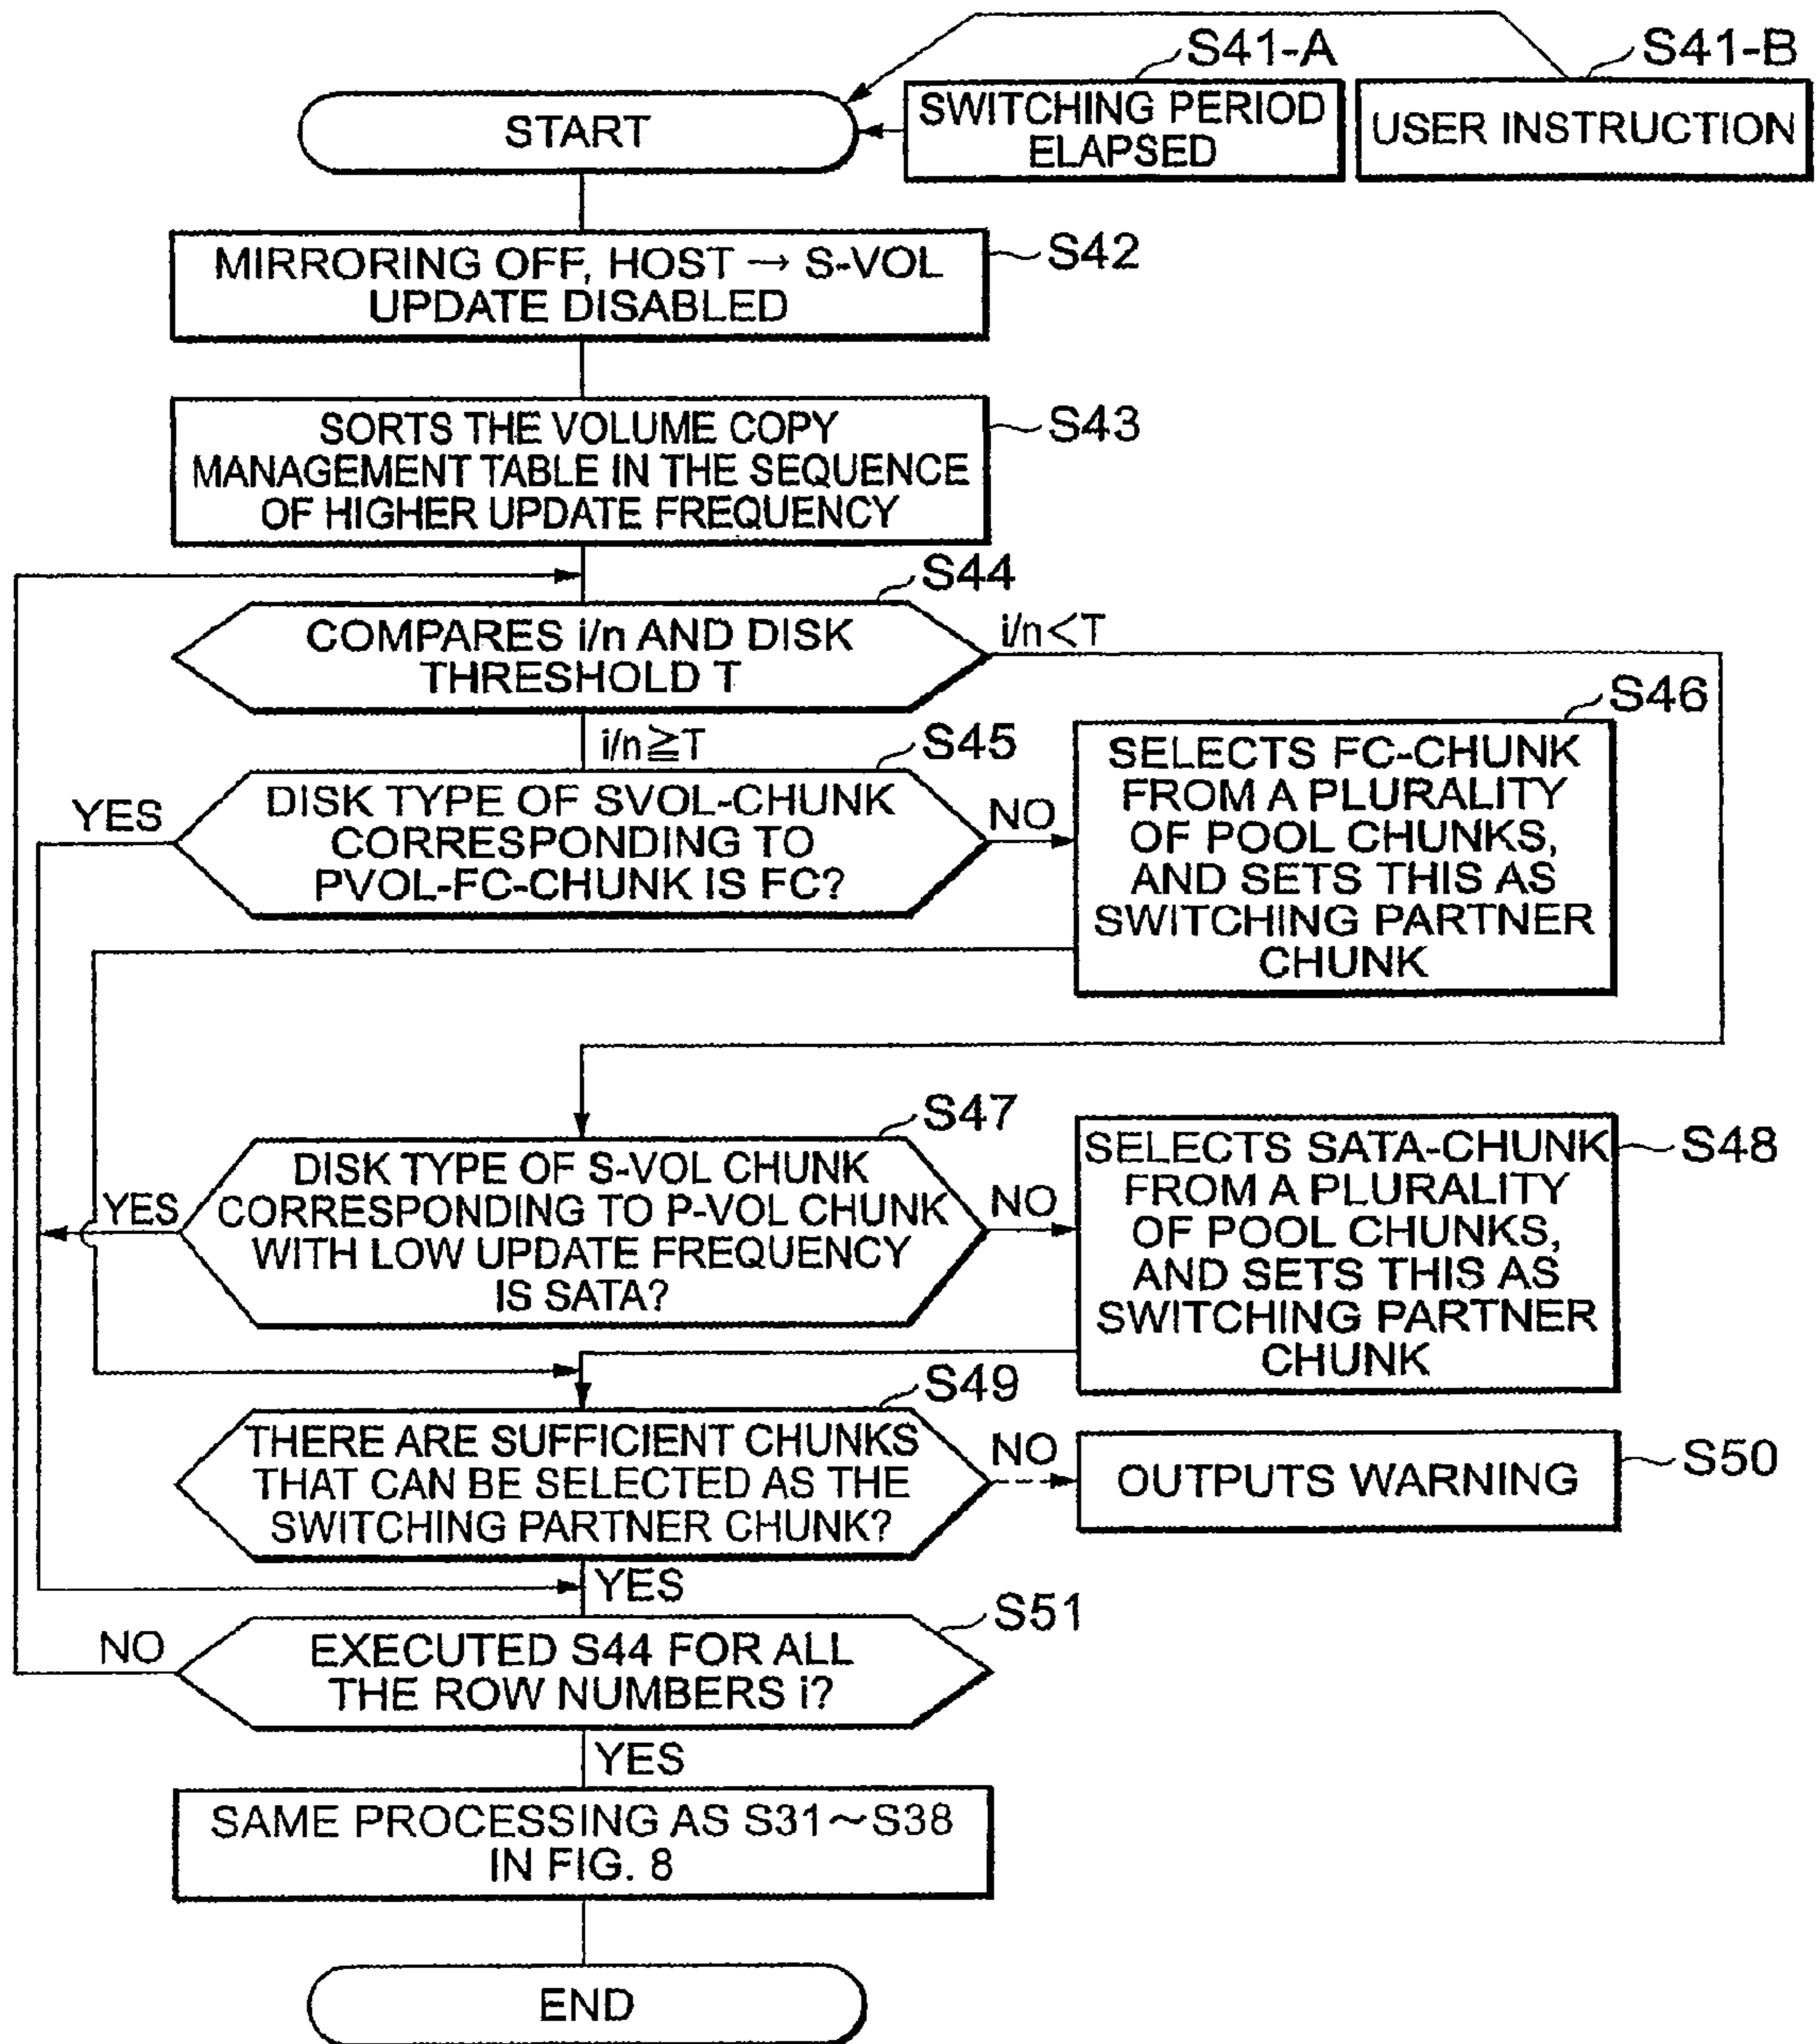 S41-A
S41-B
START
SWITCHING PERIOD
ELAPSED
USER INSTRUCTION
S42
MIRRORING OFF, HOST → S-VOL
UPDATE DISABLED
S43
SORTS THE VOLUME COPY
MANAGEMENT TABLE IN THE SEQUENCE
OF HIGHER UPDATE FREQUENCY
S44
COMPARES i/n AND DISK
THRESHOLD T
i/n<T
i/n≧T
S45
DISK TYPE OF SVOL-CHUNK
CORRESPONDING TO
PVOL-FC-CHUNK IS FC?
YES
NO
S46
SELECTS FC-CHUNK
FROM A PLURALITY
OF POOL CHUNKS,
AND SETS THIS AS
SWITCHING PARTNER
CHUNK
S47
DISK TYPE OF S-VOL CHUNK
CORRESPONDING TO P-VOL CHUNK
WITH LOW UPDATE FREQUENCY
IS SATA?
YES
NO
S48
SELECTS SATA-CHUNK
FROM A PLURALITY
OF POOL CHUNKS,
AND SETS THIS AS
SWITCHING PARTNER
CHUNK
S49
THERE ARE SUFFICIENT CHUNKS
THAT CAN BE SELECTED AS THE
SWITCHING PARTNER CHUNK?
NO
S50
OUTPUTS WARNING
YES
S51
NO
EXECUTED S44 FOR ALL
THE ROW NUMBERS i?
YES
SAME PROCESSING AS S31～S38
IN FIG. 8
END